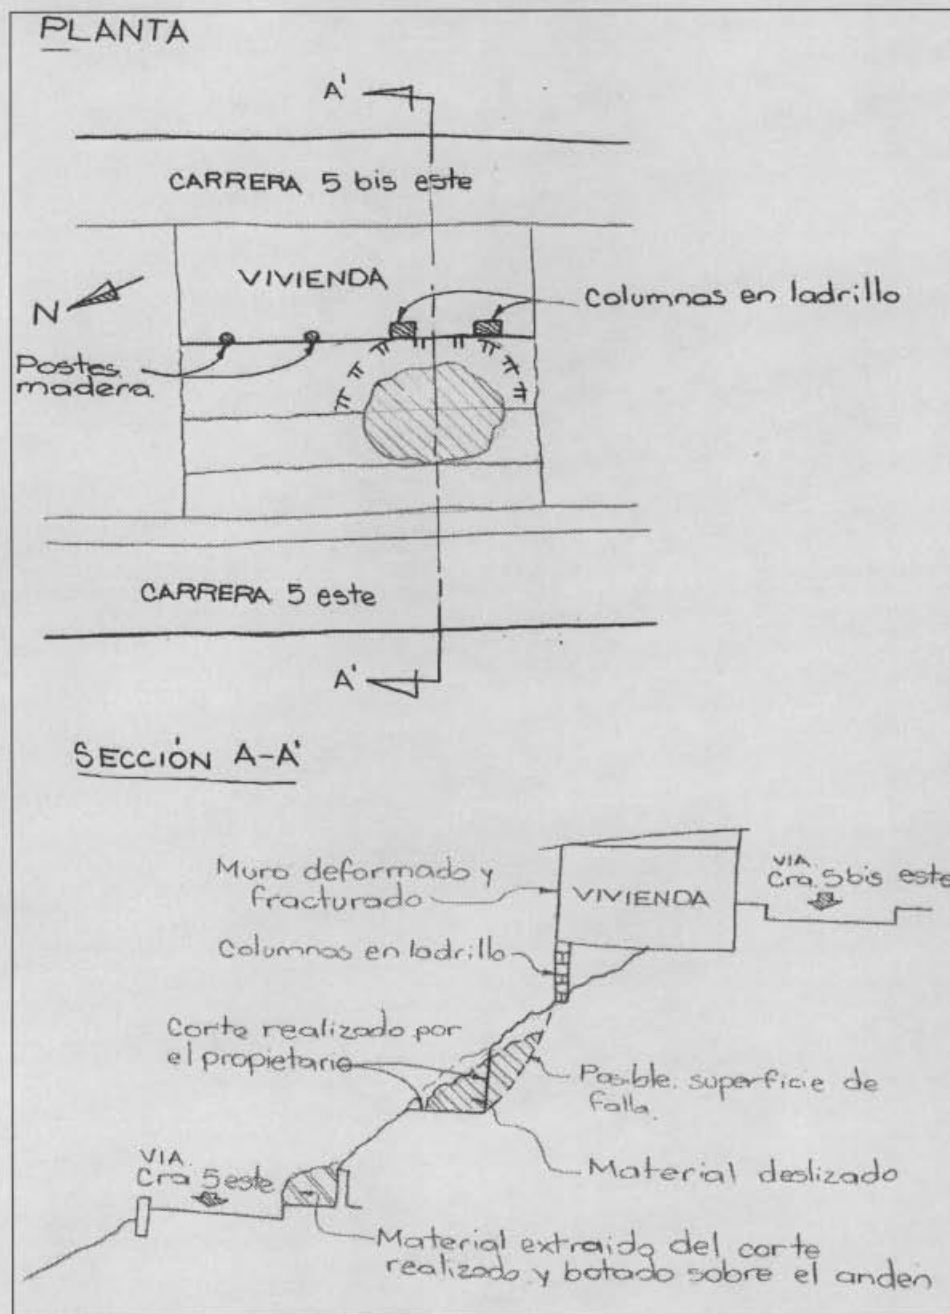 PLANTA
A'
CARRERA 5 bis este
VIVIENDA
Columnas en ladrillo
N
Postes.
madera.
CARRERA 5 este
A'
SECCIÓN A-A'
Muro deformado y
fracturado
VIVIENDA
VIA
Cra. 5 bis este
Columnas en ladrillo
Corte realizado por
el propietario
Posible. superficie de
falla.
Material deslizado
VIA
Cra 5 este
Material extraido del corte
realizado y botado sobre el anden